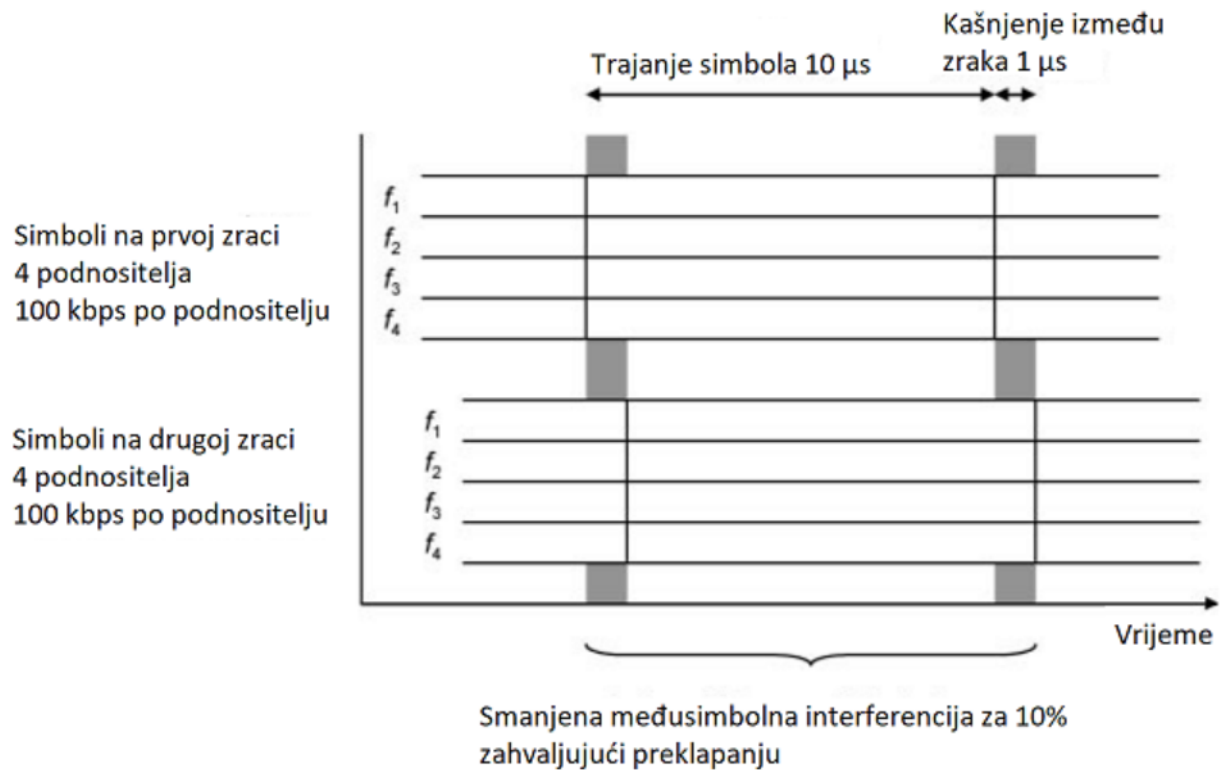 Kašnjenje između
zraka 1 µs
Trajanje simbola 10 µs
f1
f2
f3
f4
Simboli na prvoj zraci
4 podnositelja
100 kbps po podnositelju
f1
f2
f3
f4
Simboli na drugoj zraci
4 podnositelja
100 kbps po podnositelju
Vrijeme
Smanjena međusimbolna interferencija za 10%
zahvaljujući preklapanju